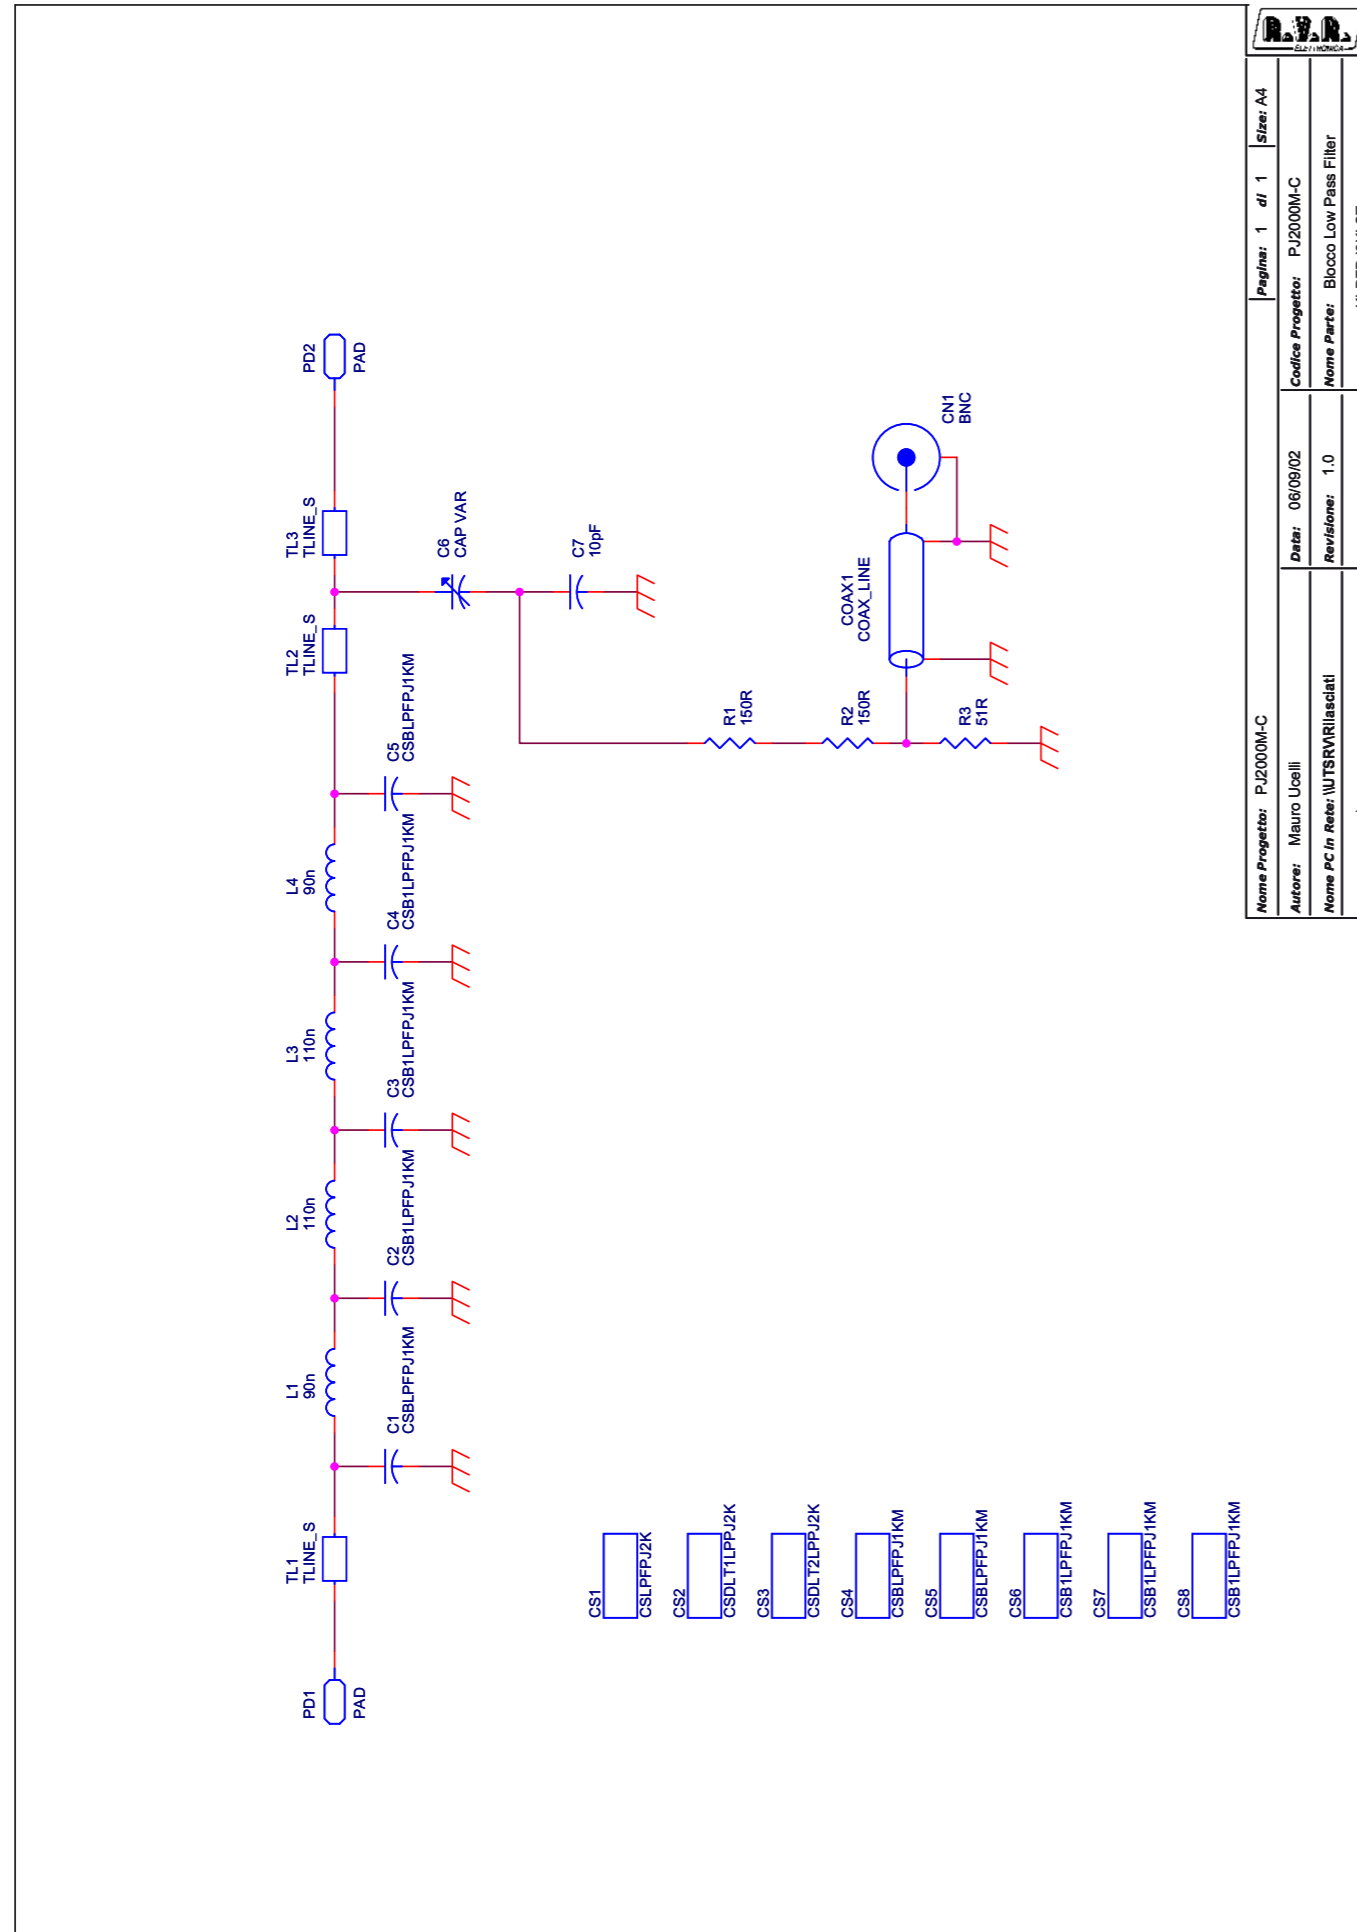 PD1
PAD
TL1
TLINE_S
C1
CSBLPFPJ1KM
L1
90n
C2
CSB1LPFPJ1KM
L2
110n
C3
CSB1LPFPJ1KM
L3
110n
C4
CSB1LPFPJ1KM
L4
90n
C5
CSBLPFPJ1KM
TL2
TLINE_S
TL3
TLINE_S
PD2
PAD
C6
CAP VAR
C7
10pF
R1
150R
R2
150R
R3
51R
COAX1
COAX_LINE
CN1
BNC
CS1
CSLPFPJ2K
CS2
CSDLT1LPPJ2K
CS3
CSDLT2LPPJ2K
CS4
CSBLPFPJ1KM
CS5
CSBLPFPJ1KM
CS6
CSB1LPFPJ1KM
CS7
CSB1LPFPJ1KM
CS8
CSB1LPFPJ1KM
Nome Progetto: PJ2000M-C
Pagina: 1 di 1
Size: A4
Autore: Mauro Ucelli
Data: 06/09/02
Codice Progetto: PJ2000M-C
Nome PC in Rete: \\UTSRV\Rilasciati
Revisione: 1.0
Nome Parte: Blocco Low Pass Filter
R.V.R.
ELETTRONICA